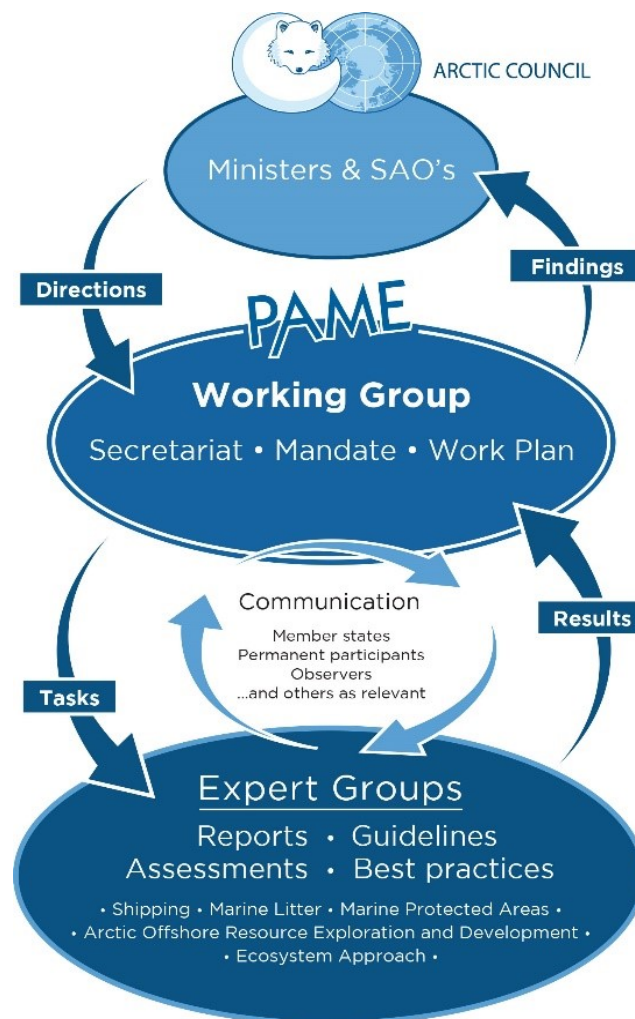 ARCTIC COUNCIL
Ministers & SAO's
Directions
Findings
PAME
Working Group
Secretariat • Mandate • Work Plan
Communication
Member states
Permanent participants
Observers
...and others as relevant
Results
Tasks
Expert Groups
Reports • Guidelines
Assessments • Best practices
• Shipping • Marine Litter • Marine Protected Areas •
• Arctic Offshore Resource Exploration and Development •
• Ecosystem Approach •